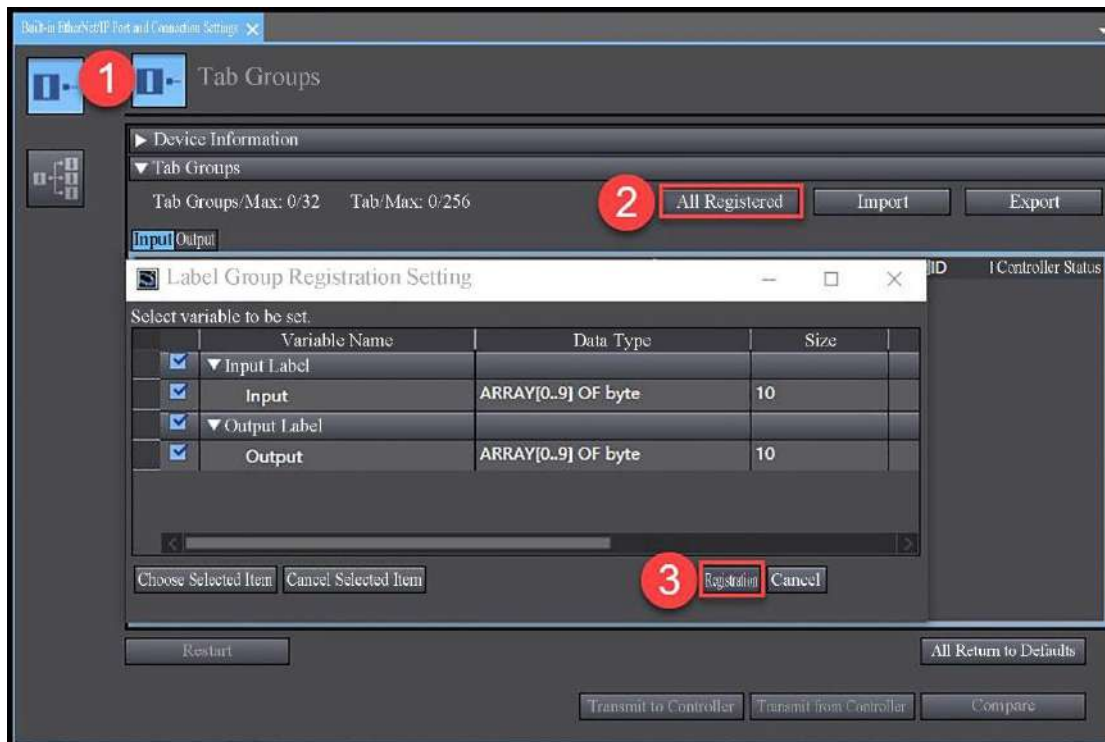 Built-in EtherNet/IP Port and Connection Settings
1
Tab Groups
Device Information
Tab Groups
Tab Groups/Max: 0/32 Tab/Max: 0/256
2
All Registered
Import
Export
Input Output
ID
Controller Status
Label Group Registration Setting
Select variable to be set.
Variable Name Data Type Size
Input Label
Input ARRAY[0..9] OF byte 10
Output Label
Output ARRAY[0..9] OF byte 10
Choose Selected Item Cancel Selected Item
3
Registration Cancel
Restart
All Return to Defaults
Transmit to Controller Transmit from Controller Compare